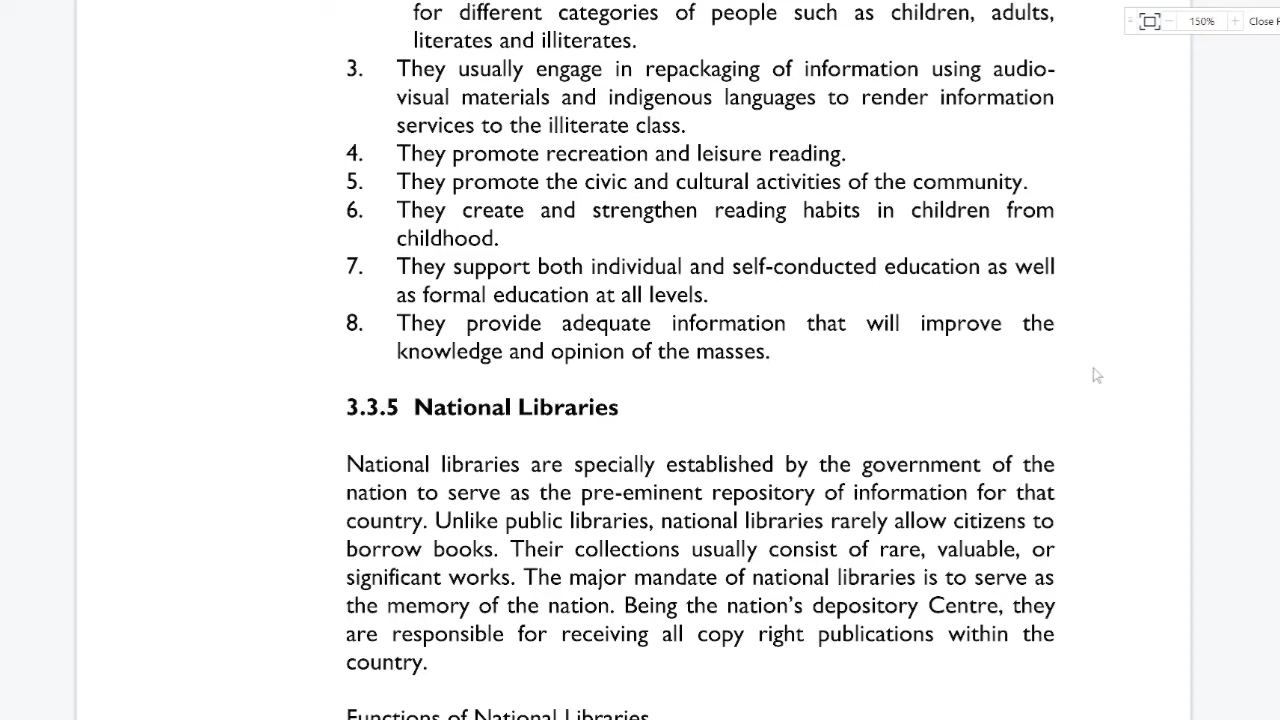 for different categories of people such as children, adults,
literates and illiterates.
150%
Close
3. They usually engage in repackaging of information using audio-
visual materials and indigenous languages to render information
services to the illiterate class.
4. They promote recreation and leisure reading.
5. They promote the civic and cultural activities of the community.
6. They create and strengthen reading habits in children from
childhood.
7. They support both individual and self-conducted education as well
as formal education at all levels.
8. They provide adequate information that will improve the
knowledge and opinion of the masses.
3.3.5 National Libraries
National libraries are specially established by the government of the
nation to serve as the pre-eminent repository of information for that
country. Unlike public libraries, national libraries rarely allow citizens to
borrow books. Their collections usually consist of rare, valuable, or
significant works. The major mandate of national libraries is to serve as
the memory of the nation. Being the nation's depository Centre, they
are responsible for receiving all copy right publications within the
country.
Functions of National Libraries